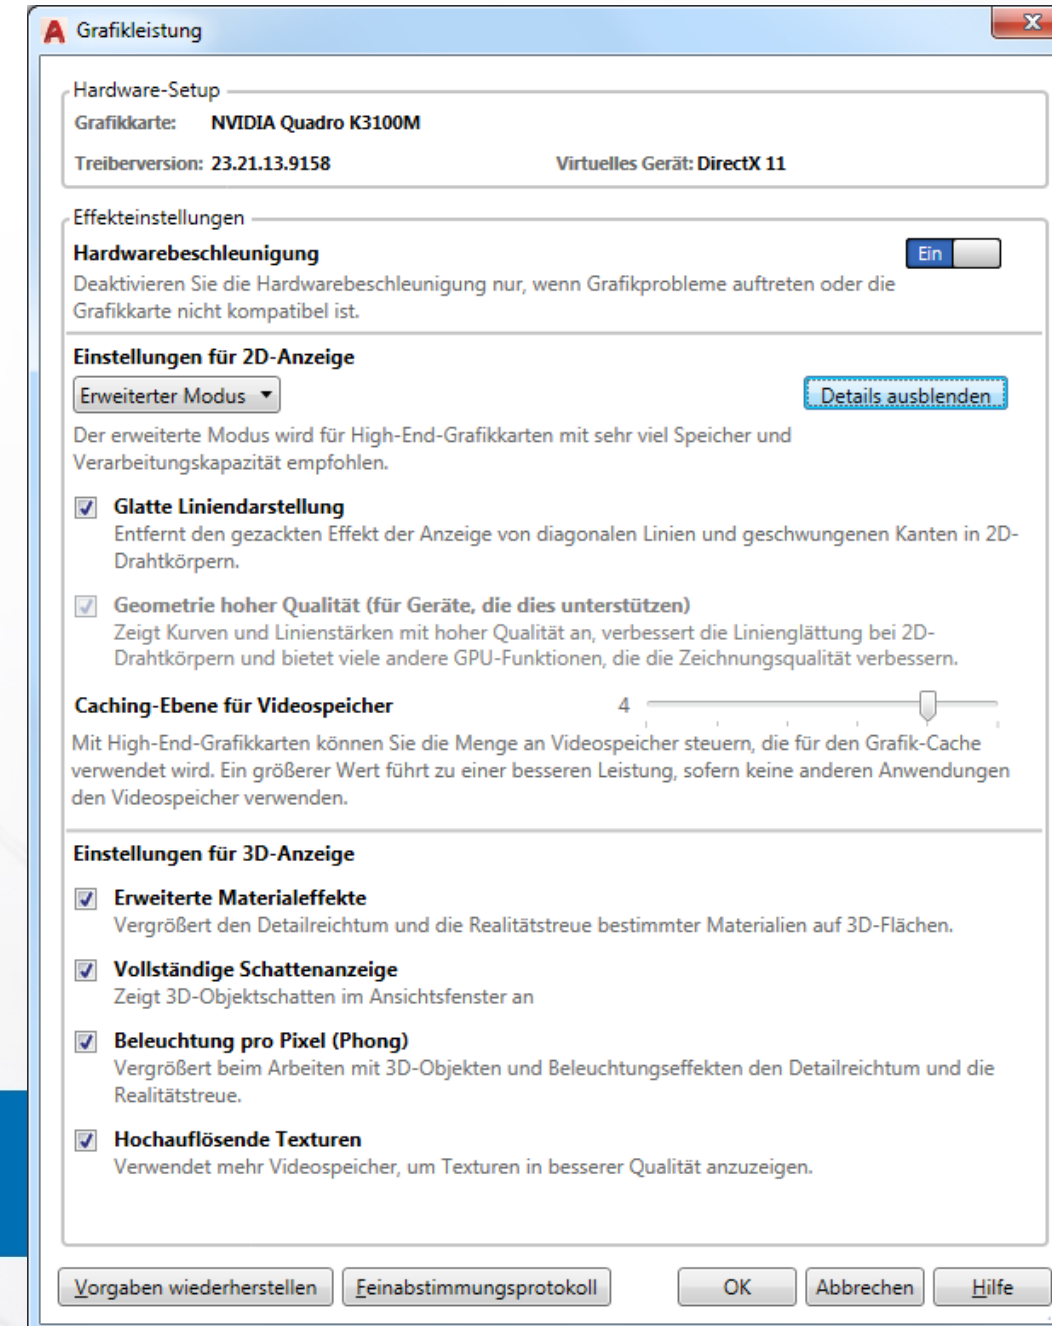 Grafikleistung
Hardware-Setup
Grafikkarte: NVIDIA Quadro K3100M
Treiberversion: 23.21.13.9158 Virtuelles Gerät: DirectX 11
Effekteinstellungen
Hardwarebeschleunigung Ein
Deaktivieren Sie die Hardwarebeschleunigung nur, wenn Grafikprobleme auftreten oder die
Grafikkarte nicht kompatibel ist.
Einstellungen für 2D-Anzeige
Erweiterter Modus Details ausblenden
Der erweiterte Modus wird für High-End-Grafikkarten mit sehr viel Speicher und
Verarbeitungskapazität empfohlen.
Glatte Liniendarstellung
Entfernt den gezackten Effekt der Anzeige von diagonalen Linien und geschwungenen Kanten in 2D-
Drahtkörpern.
Geometrie hoher Qualität (für Geräte, die dies unterstützen)
Zeigt Kurven und Linienstärken mit hoher Qualität an, verbessert die Linienglättung bei 2D-
Drahtkörpern und bietet viele andere GPU-Funktionen, die die Zeichnungsqualität verbessern.
Caching-Ebene für Videospeicher 4
Mit High-End-Grafikkarten können Sie die Menge an Videospeicher steuern, die für den Grafik-Cache
verwendet wird. Ein größerer Wert führt zu einer besseren Leistung, sofern keine anderen Anwendungen
den Videospeicher verwenden.
Einstellungen für 3D-Anzeige
Erweiterte Materialeffekte
Vergrößert den Detailreichtum und die Realitätstreue bestimmter Materialien auf 3D-Flächen.
Vollständige Schattenanzeige
Zeigt 3D-Objektschatten im Ansichtsfenster an
Beleuchtung pro Pixel (Phong)
Vergrößert beim Arbeiten mit 3D-Objekten und Beleuchtungseffekten den Detailreichtum und die
Realitätstreue.
Hochauflösende Texturen
Verwendet mehr Videospeicher, um Texturen in besserer Qualität anzuzeigen.
Vorgaben wiederherstellen Feinabstimmungsprotokoll OK Abbrechen Hilfe